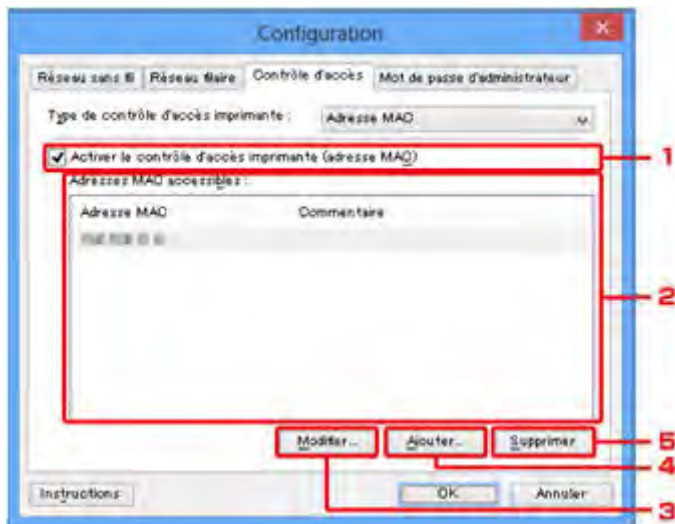 Configuration
Réseau sans fil Réseau filaire Contrôle d'accès Mot de passe d'administrateur
Type de contrôle d'accès imprimante : Adresse MAC
Activer le contrôle d'accès imprimante (adresse MAC) 1
Adresses MAC accessibles :
Adresse MAC Commentaire
2
Modifier... Ajouter... Supprimer 5
4
Instructions OK Annuler
3